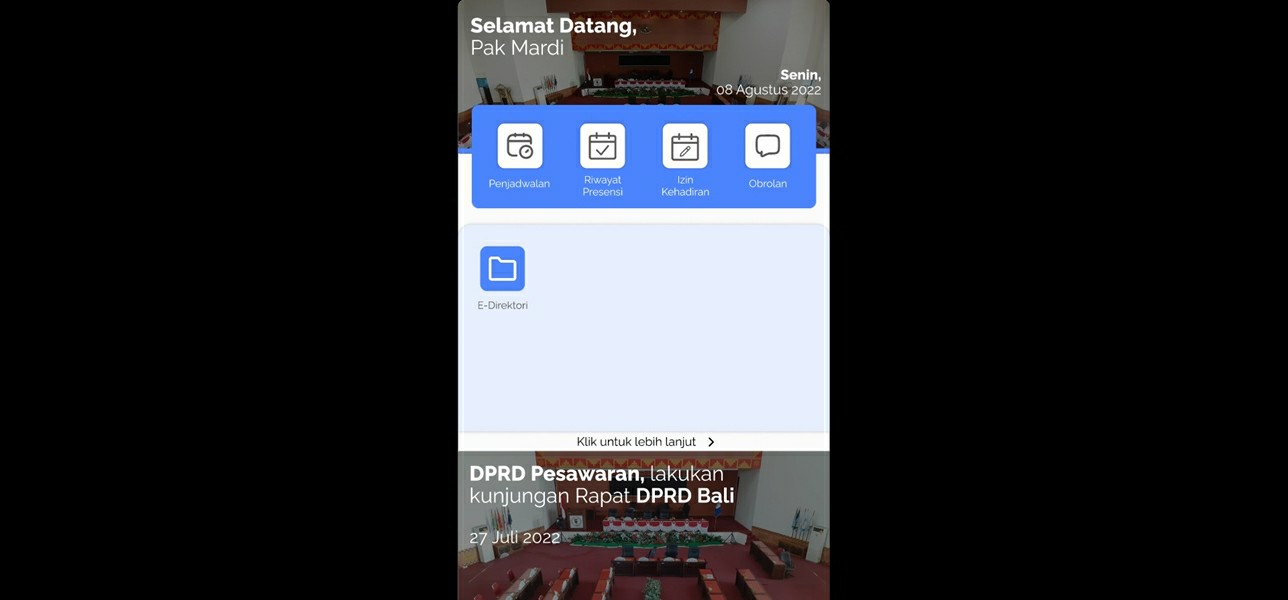 Selamat Datang,
Pak Mardi
Senin,
08 Agustus 2022
Penjadwalan
Riwayat
Presensi
Izin
Kehadiran
Obrolan
E-Direktori
Klik untuk lebih lanjut
DPRD Pesawaran, lakukan
kunjungan Rapat DPRD Bali
27 Juli 2022